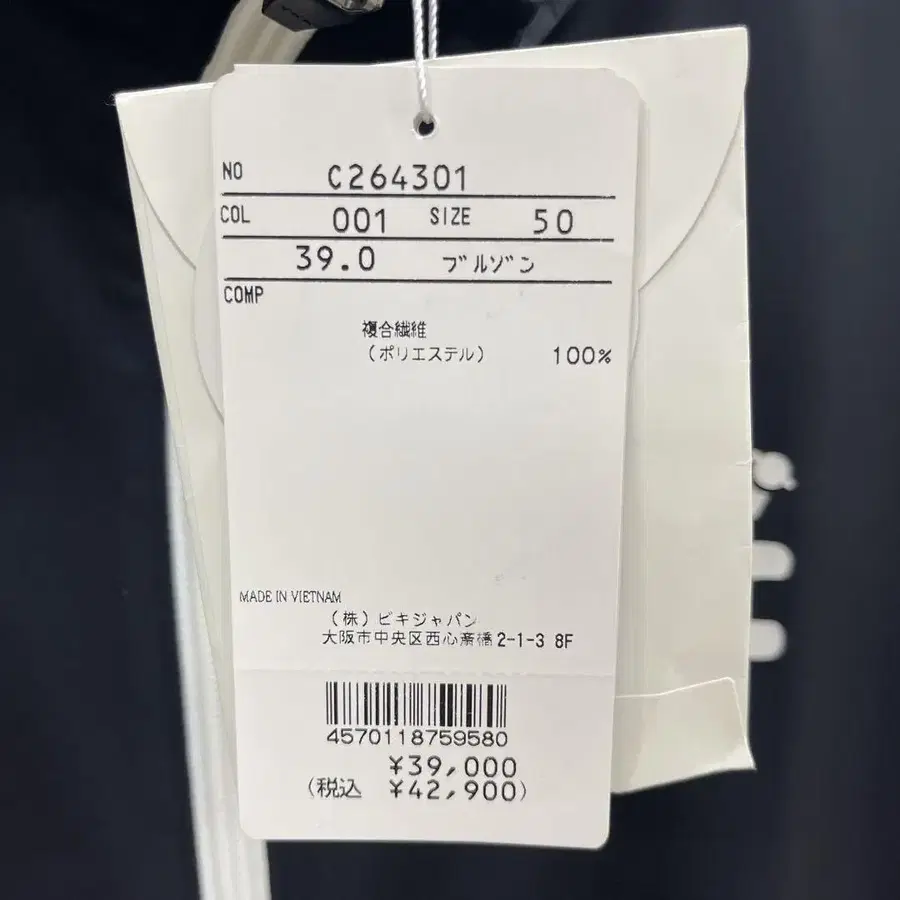 NO C264301
COL 001 SIZE 50
39.0 ブルゾン
COMP
複合繊維
(ポリエステル) 100%
MADE IN VIETNAM
(株)ビキジャパン
大阪市中央区西心斎橋2-1-3 8F
4570118759580
¥39,000
(税込 ¥42,900)